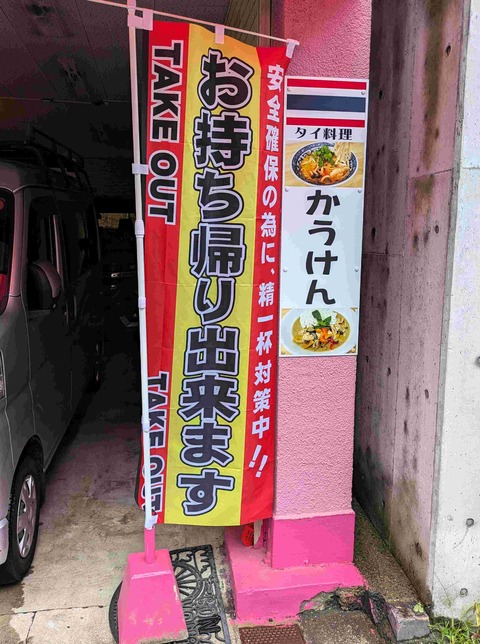 TAKE OUT
お持ち帰り出来ます
安全確保の為に、精一杯対策中!!
TAKE OUT
タイ料理
かうけん